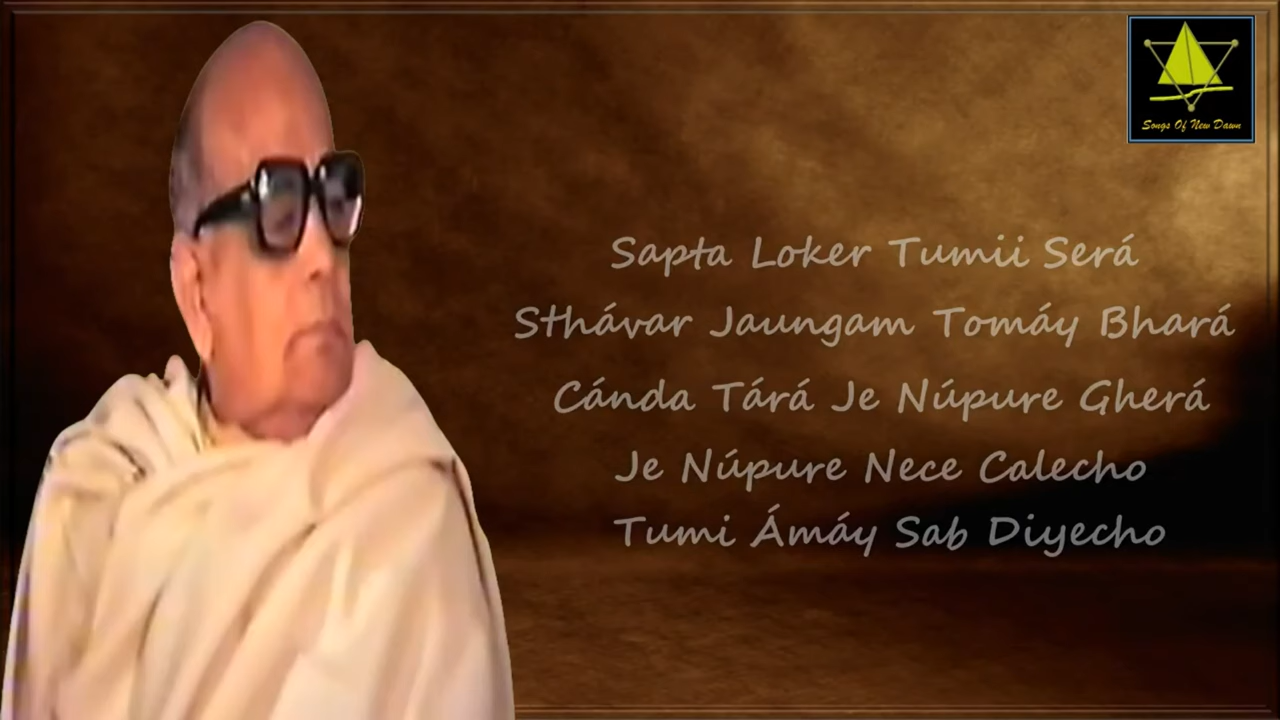 Songs Of New Dawn
Sapta Loker Tumii Será
Sthávar Jaungam Tomáy Bhará
Cánda Tárá Je Núpure Gherá
Je Núpure Nece Calecho
Tumi Ámáy Sab Diyecho